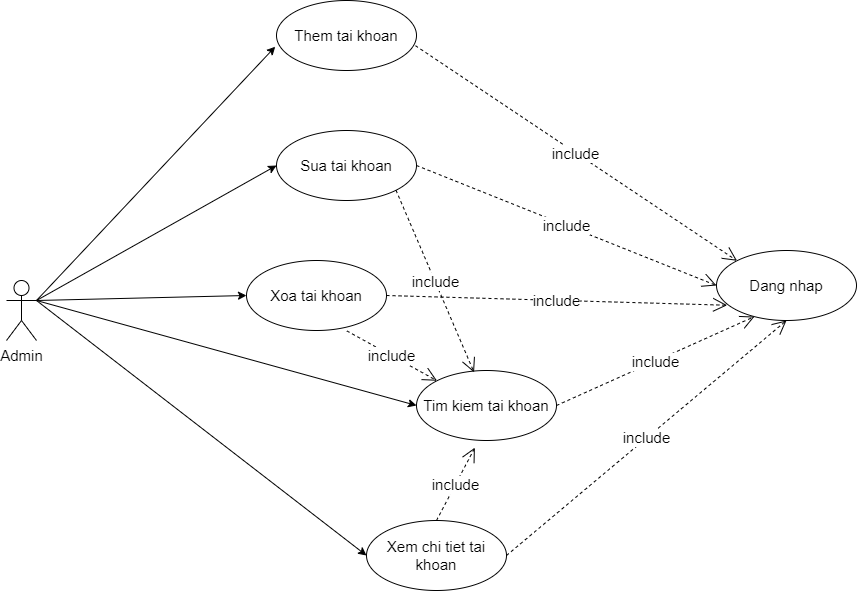 Them tai khoan
include
Sua tai khoan
include
include
Dang nhap
Xoa tai khoan
include
Admin
include
include
Tim kiem tai khoan
include
include
Xem chi tiet tai
khoan